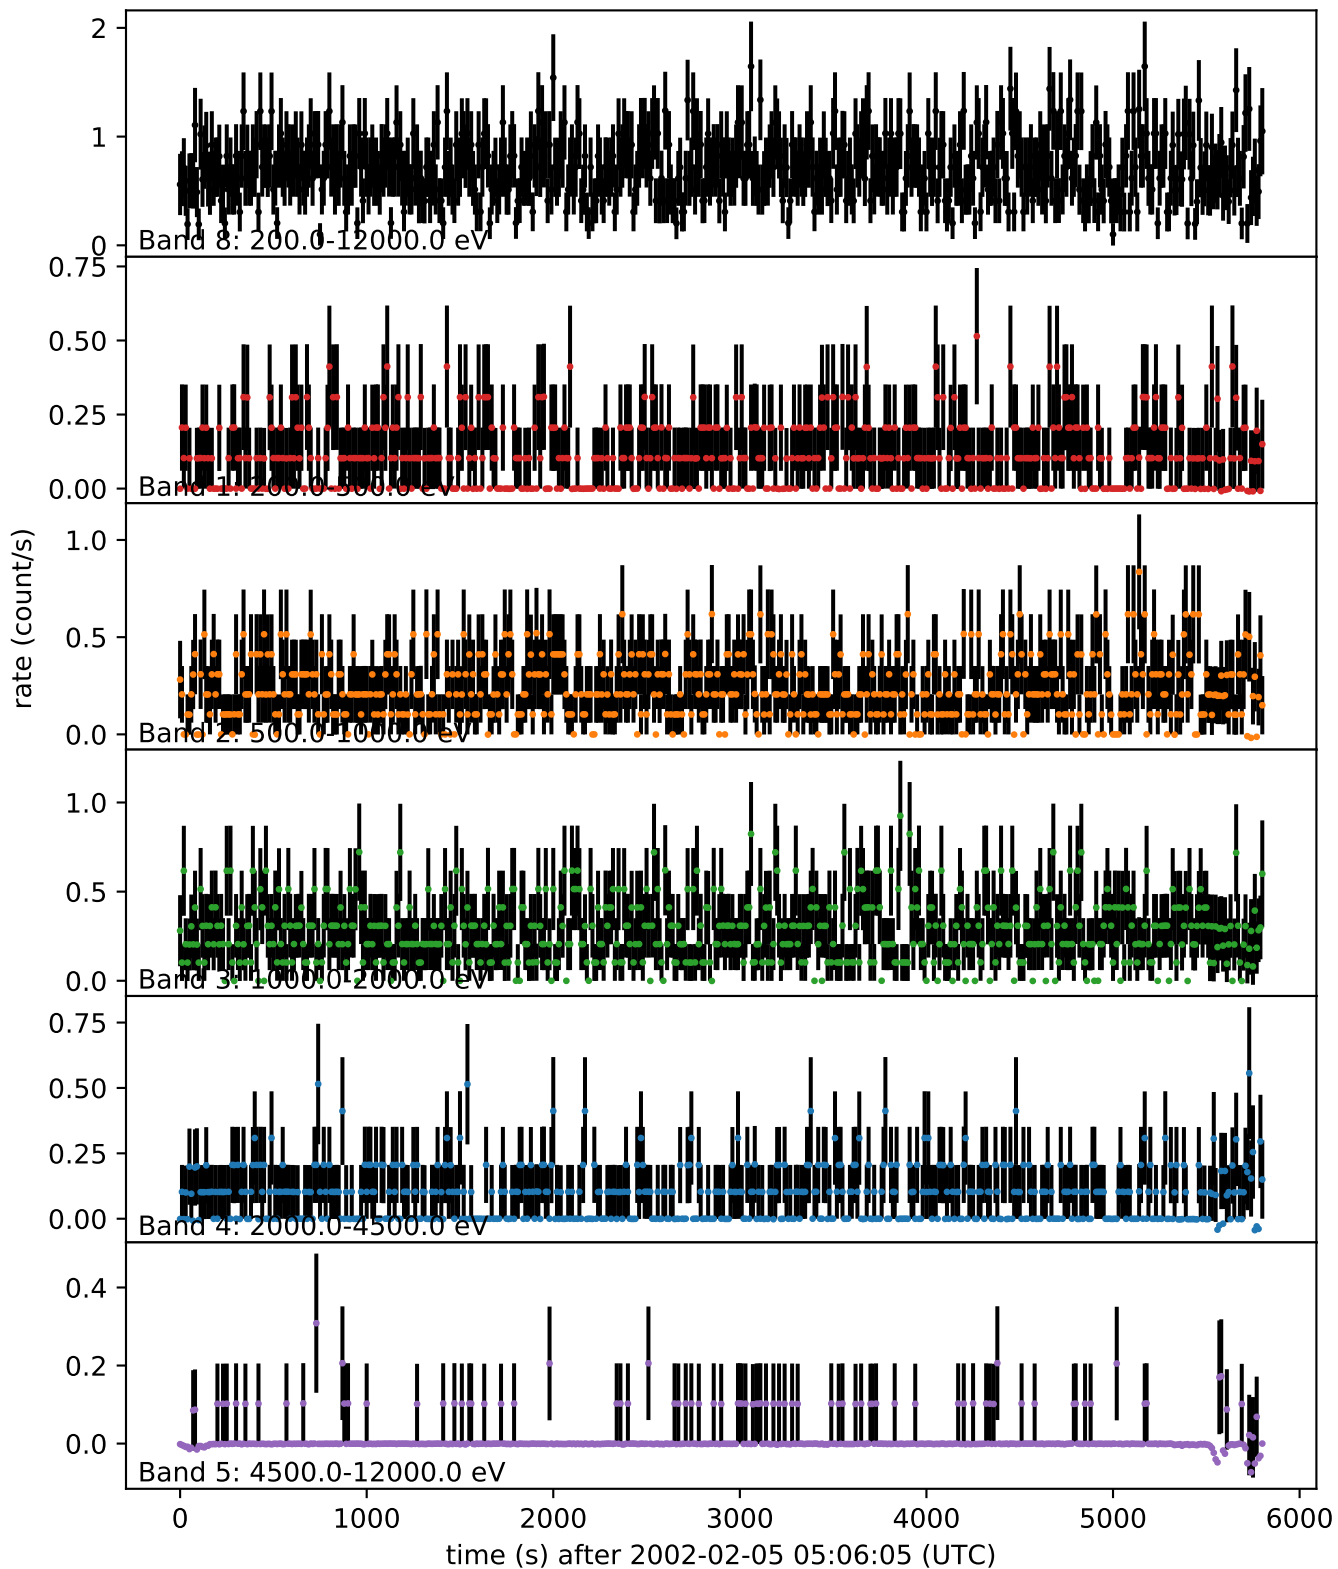 2
1
0
Band 8: 200.0-12000.0 eV
0.75
0.50
0.25
0.00
Band 1: 200.0-500.0 eV
1.0
0.5
0.0
Band 2: 500.0-1000.0 eV
1.0
0.5
0.0
Band 3: 1000.0-2000.0 eV
0.75
0.50
0.25
0.00
Band 4: 2000.0-4500.0 eV
0.4
0.2
0.0
Band 5: 4500.0-12000.0 eV
rate (count/s)
0 1000 2000 3000 4000 5000 6000
time (s) after 2002-02-05 05:06:05 (UTC)